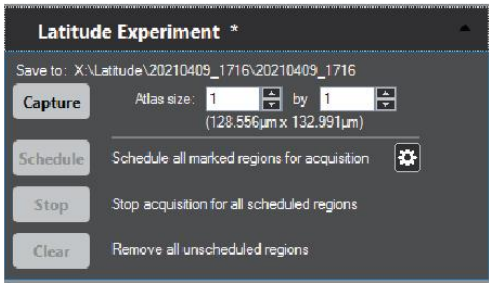 Latitude Experiment *
Save to: X:\Latitude\20210409_1716\20210409_1716
Capture Atlas size: 1 by 1
(128.556µm x 132.991µm)
Schedule Schedule all marked regions for acquisition
Stop Stop acquisition for all scheduled regions
Clear Remove all unscheduled regions